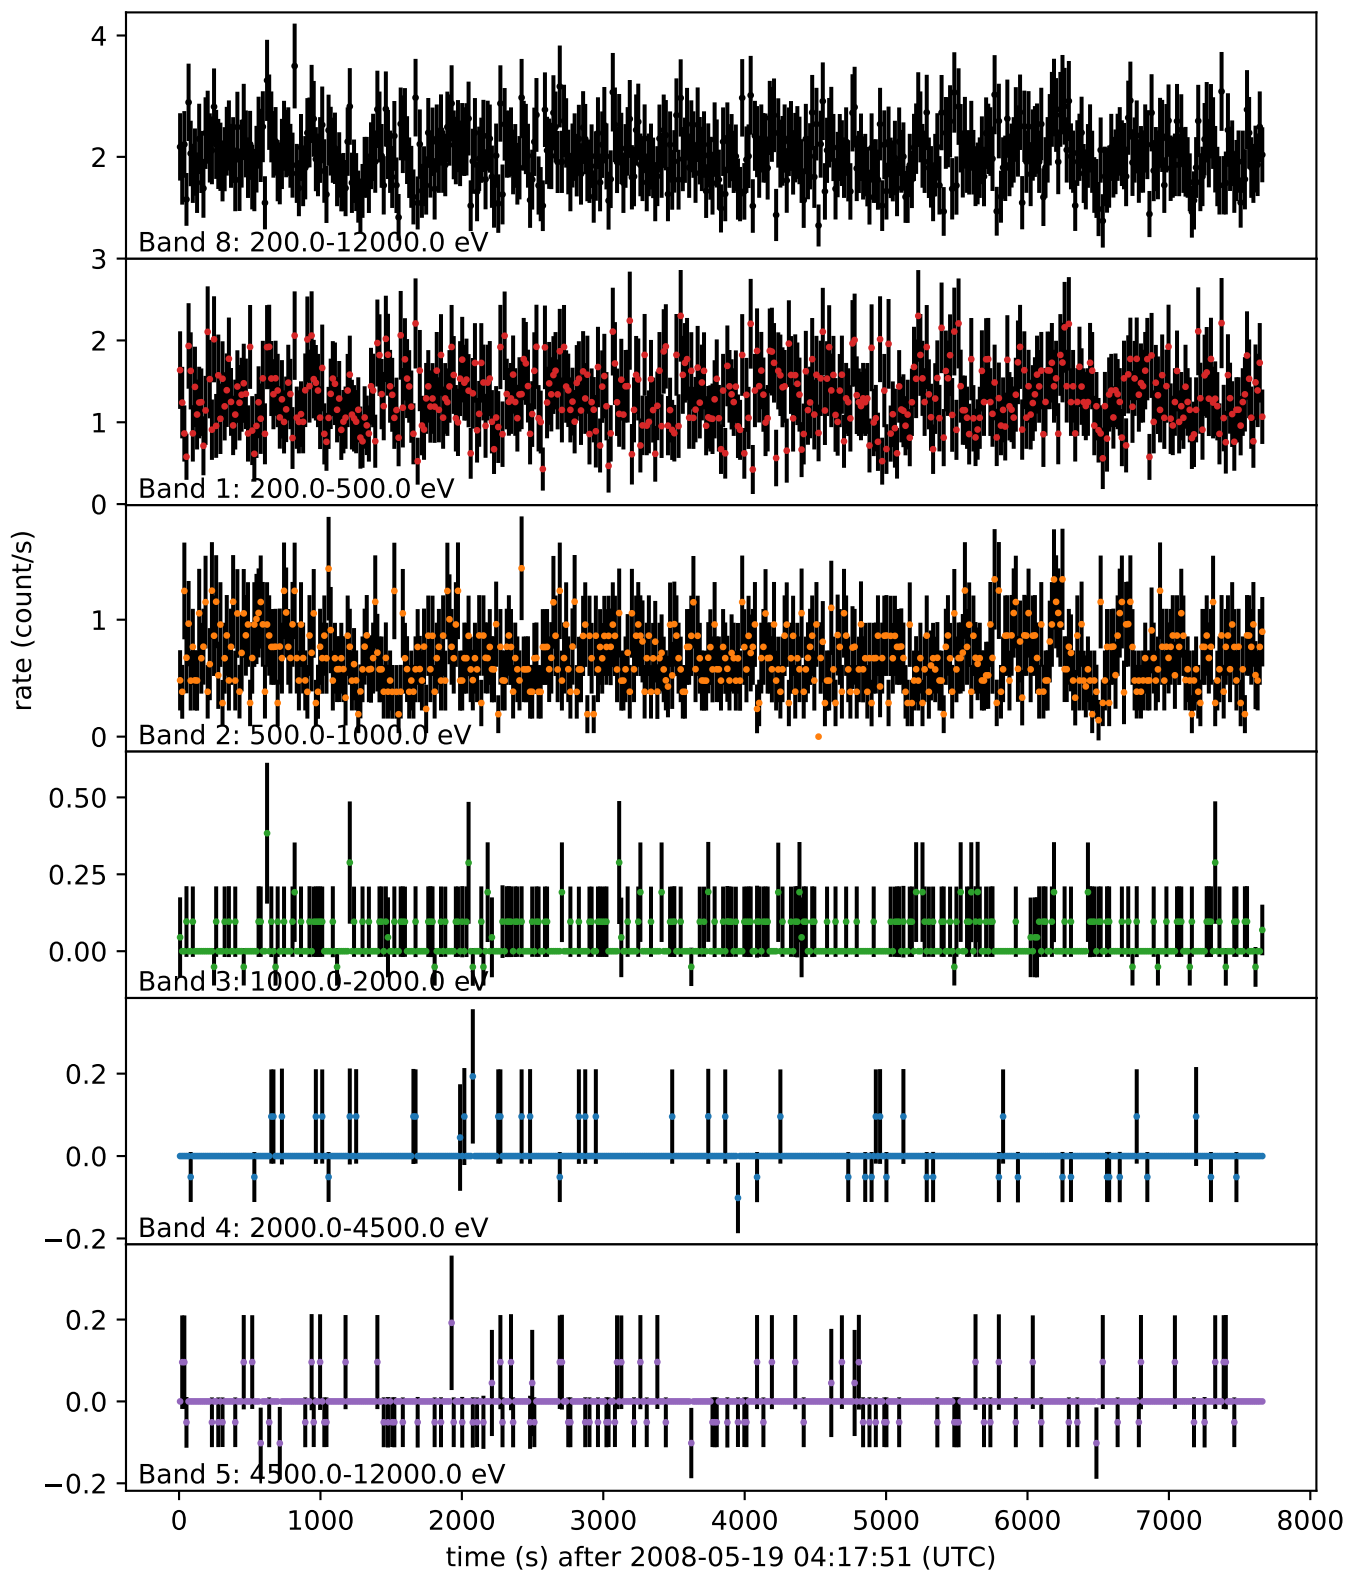 4
2
Band 8: 200.0-12000.0 eV
3
2
1
0
Band 1: 200.0-500.0 eV
1
0
Band 2: 500.0-1000.0 eV
rate (count/s)
0.50
0.25
0.00
Band 3: 1000.0-2000.0 eV
0.2
0.0
−0.2
Band 4: 2000.0-4500.0 eV
0.2
0.0
−0.2
Band 5: 4500.0-12000.0 eV
0 1000 2000 3000 4000 5000 6000 7000 8000
time (s) after 2008-05-19 04:17:51 (UTC)